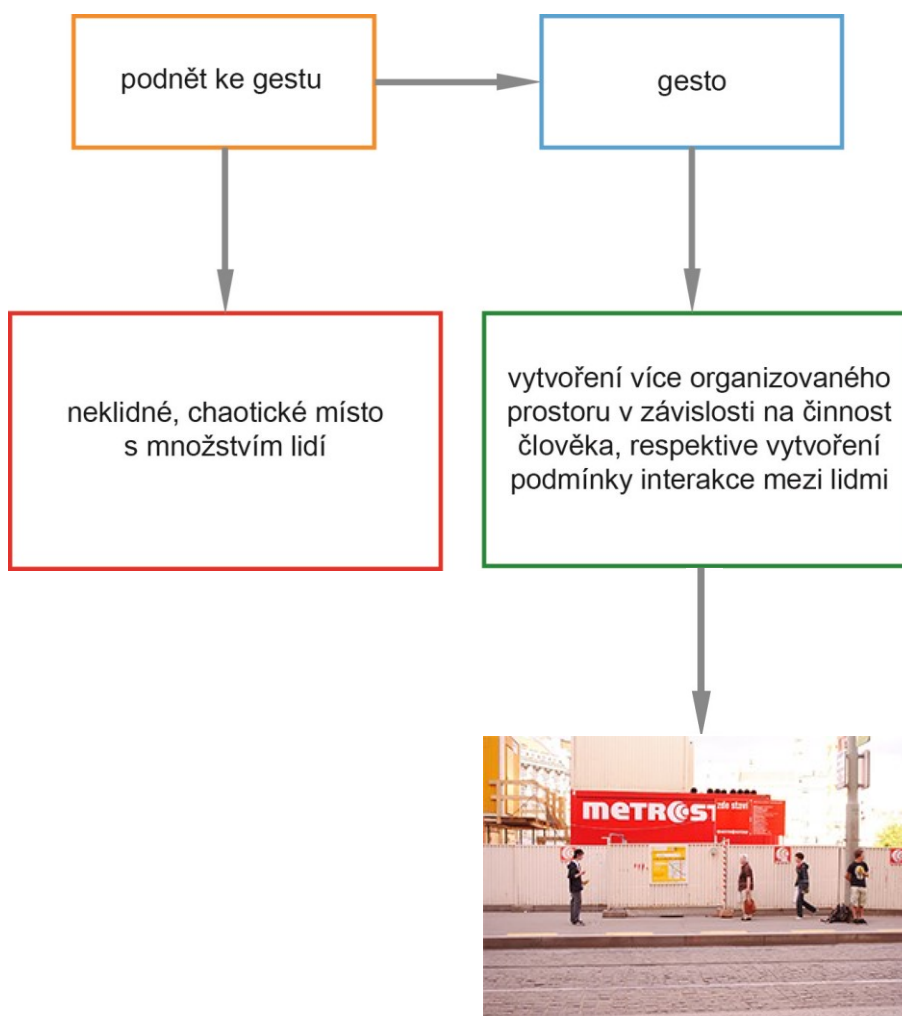 podnět ke gestu
gesto
neklidné, chaotické místo
s množstvím lidí
vytvoření více organizovaného
prostoru v závislosti na činnost
člověka, respektive vytvoření
podmínky interakce mezi lidmi
METROST
zde staví